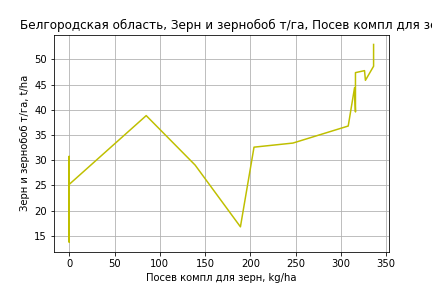 Белгородская область, Зерн и зернобоб т/га, Посев компл для зе
Зерн и зернобоб т/га, t/ha
50
45
40
35
30
25
20
15
0 50 100 150 200 250 300 350
Посев компл для зерн, kg/ha